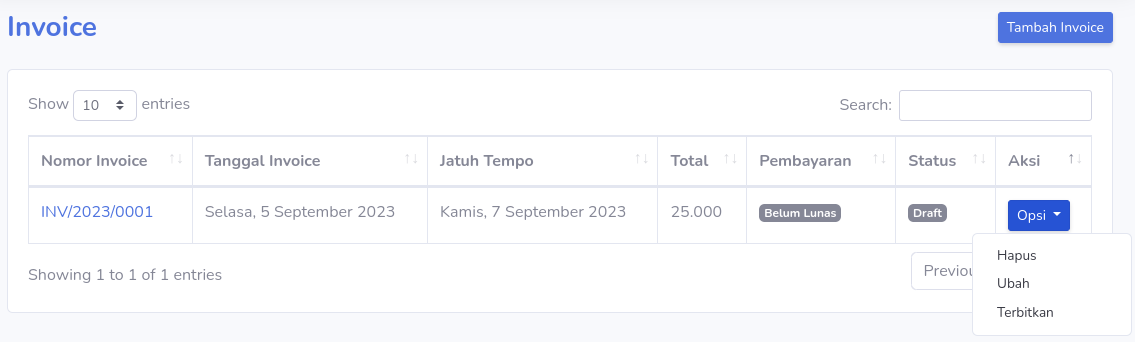 Invoice
Tambah Invoice
Show 10 entries
Search:
Nomor Invoice Tanggal Invoice Jatuh Tempo Total Pembayaran Status Aksi
INV/2023/0001 Selasa, 5 September 2023 Kamis, 7 September 2023 25.000 Belum Lunas Draft Opsi
Showing 1 to 1 of 1 entries
Previou
Hapus
Ubah
Terbitkan